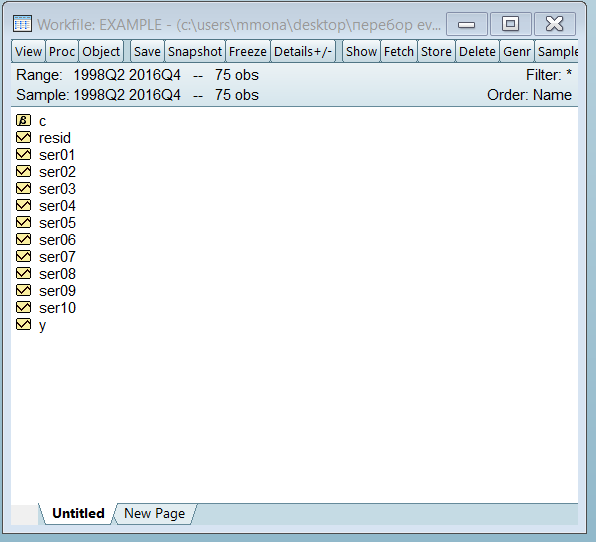 Workfile: EXAMPLE - (c:\users\mmona\desktop\перебор ev...
View Proc Object Save Snapshot Freeze Details+/- Show Fetch Store Delete Genr Sample
Range: 1998Q2 2016Q4 -- 75 obs Filter: *
Sample: 1998Q2 2016Q4 -- 75 obs Order: Name
β c
resid
ser01
ser02
ser03
ser04
ser05
ser06
ser07
ser08
ser09
ser10
y
Untitled New Page